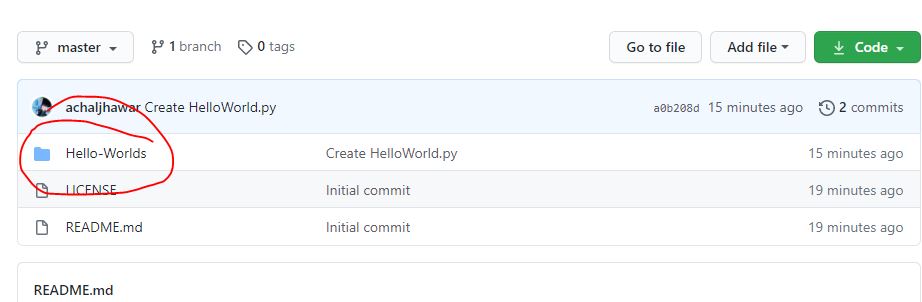 master 1 branch 0 tags Go to file Add file Code
achaljhawar Create HelloWorld.py a0b208d 15 minutes ago 2 commits
Hello-Worlds Create HelloWorld.py 15 minutes ago
LICENSE Initial commit 19 minutes ago
README.md Initial commit 19 minutes ago
README.md